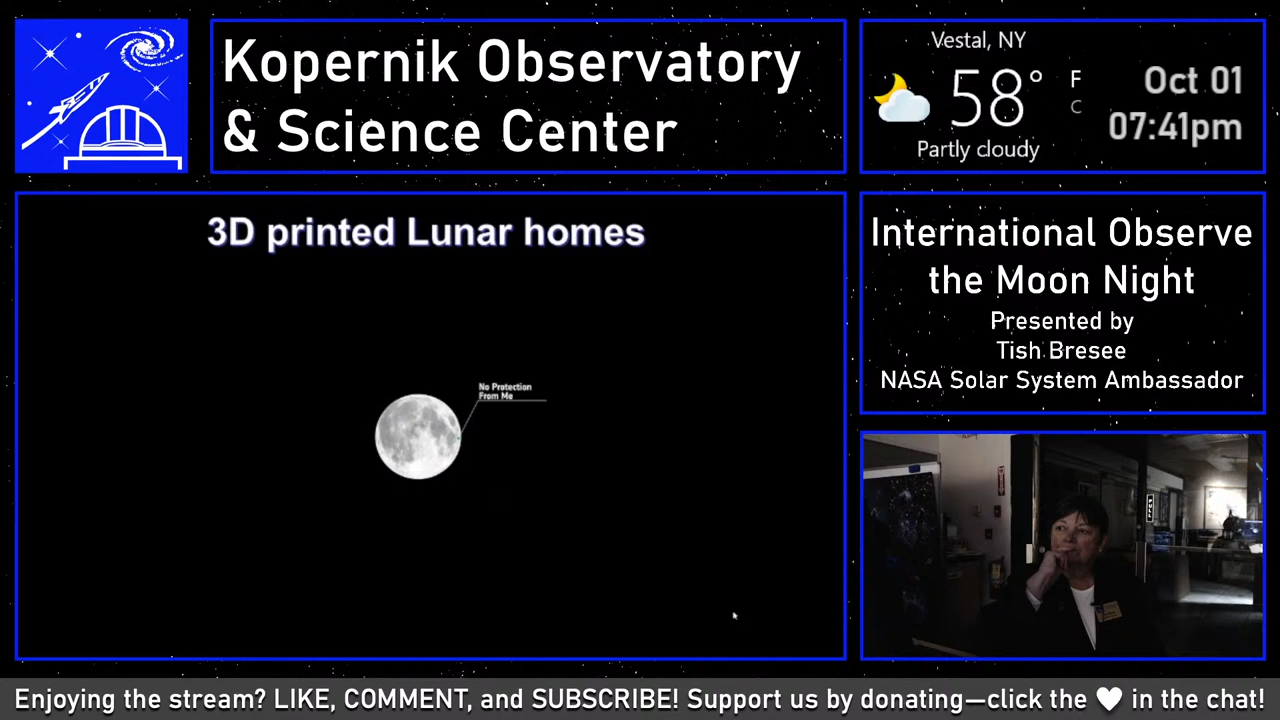 Kopernik Observatory
& Science Center
Vestal, NY
58° F
C
Partly cloudy
Oct 01
07:41pm
3D printed Lunar homes
No Protection
From Me
International Observe
the Moon Night
Presented by
Tish Bresee
NASA Solar System Ambassador
PULL
Enjoying the stream? LIKE, COMMENT, and SUBSCRIBE! Support us by donating—click the ♥ in the chat!